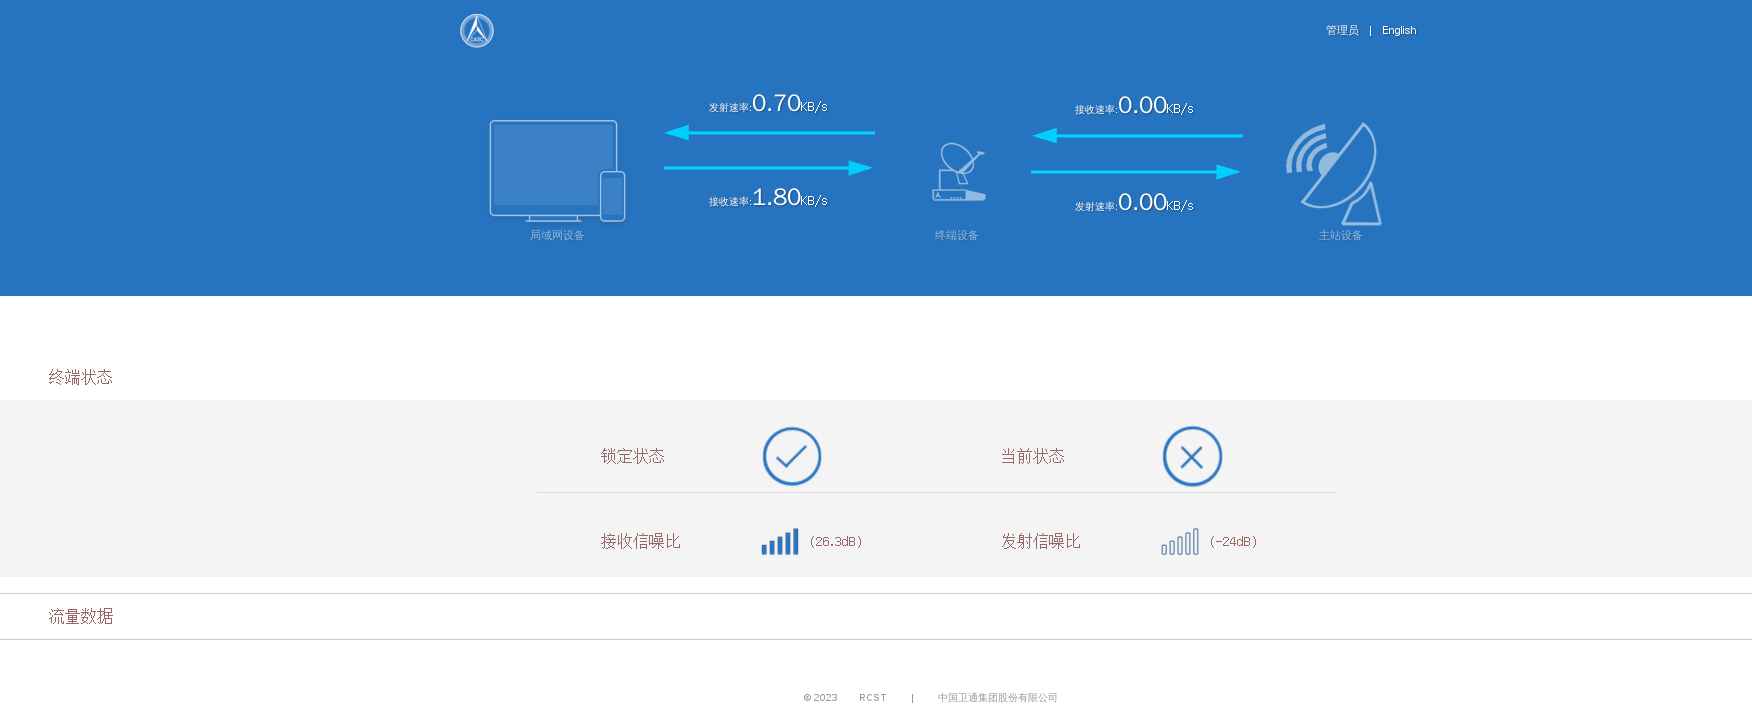 CASC
管理员 | English
发射速率:0.70KB/s
接收速率:0.00KB/s
接收速率:1.80KB/s
发射速率:0.00KB/s
局域网设备
终端设备
主站设备
终端状态
锁定状态
当前状态
接收信噪比 (26.3dB)
发射信噪比 (-24dB)
流量数据
© 2023 RCST | 中国卫通集团股份有限公司